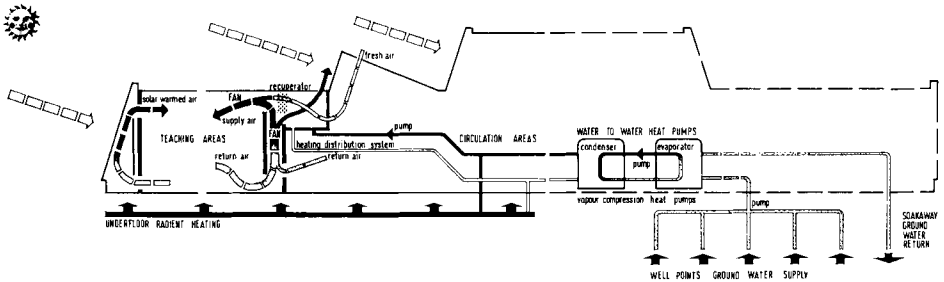 fresh air
recuperator
solar warmed air
FAN
supply air
pump
TEACHING AREAS
FAN
CIRCULATION AREAS
WATER TO WATER HEAT PUMPS
heating distribution system
condenser
evaporator
return air
return air
pump
vapour compression heat pumps
pump
UNDERFLOOR RADIENT HEATING
SOAKAWAY
GROUND
WATER
RETURN
WELL POINTS GROUND WATER SUPPLY